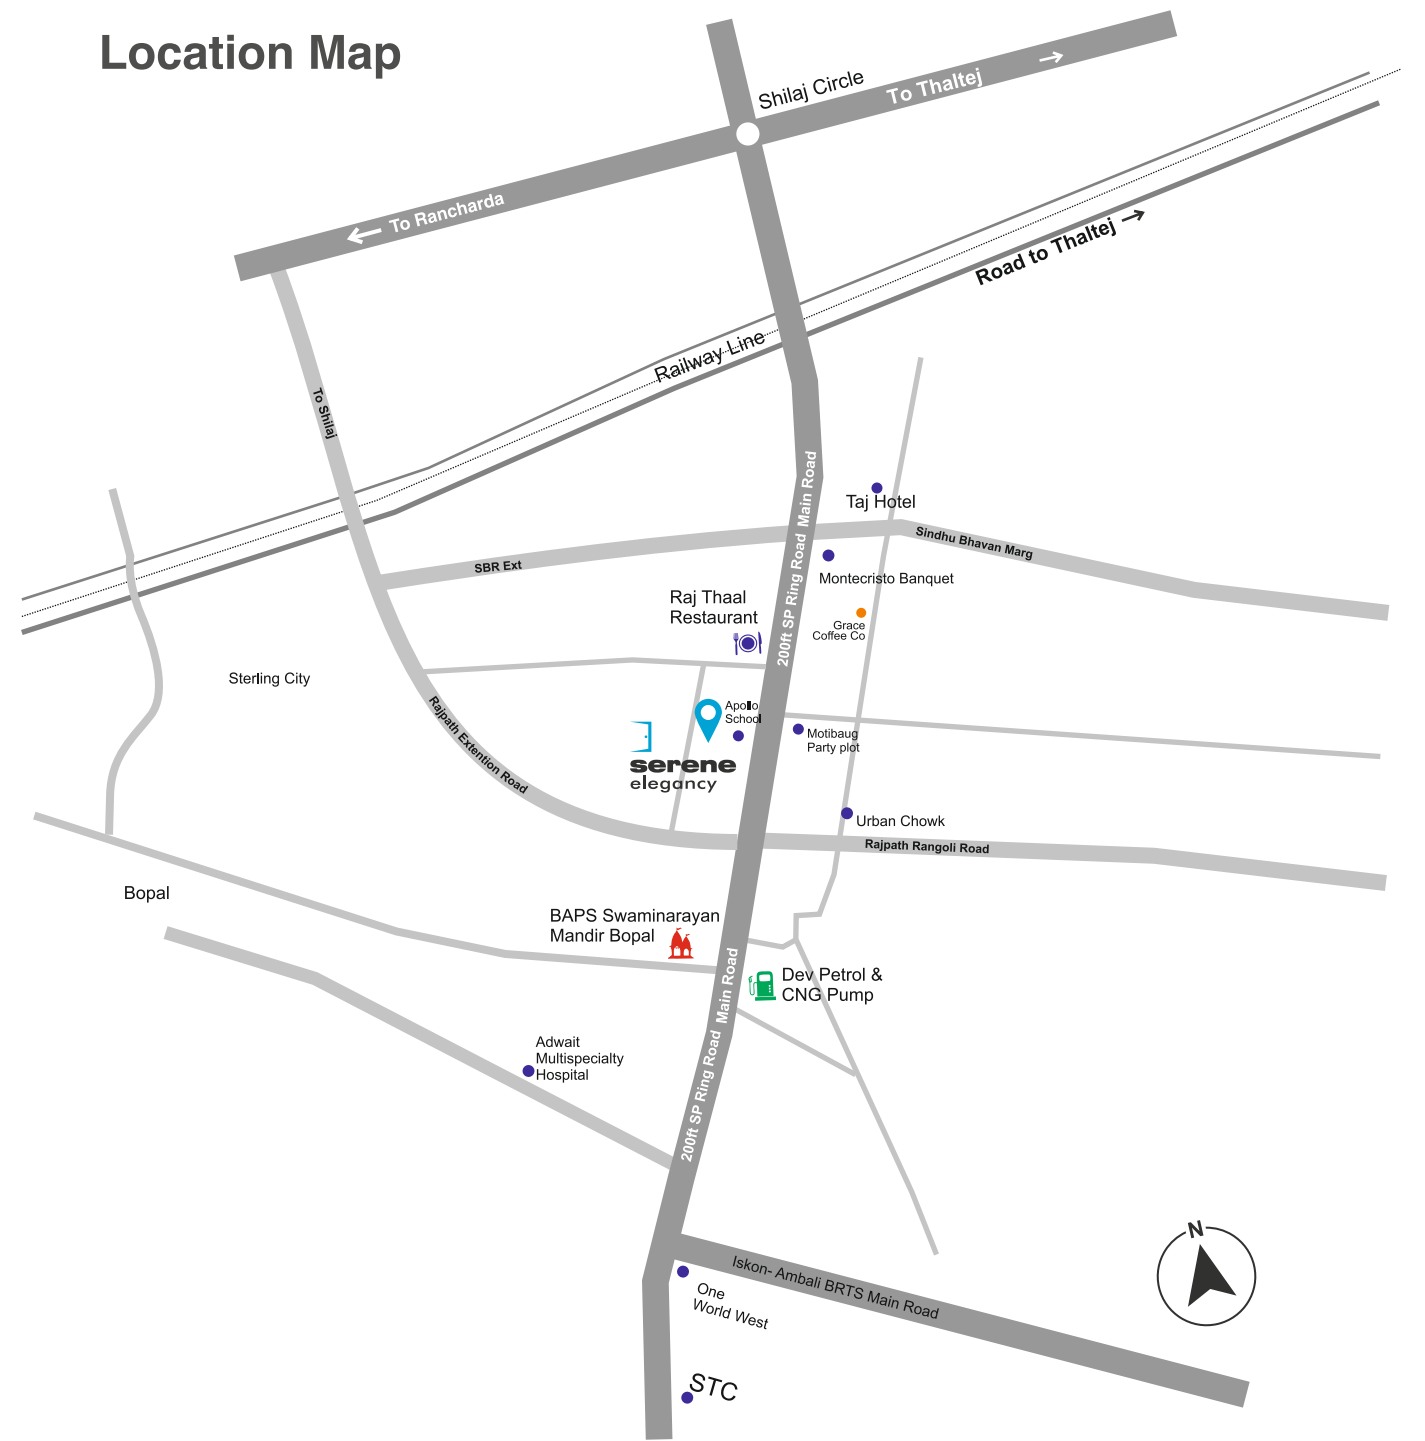 Location Map
Shilaj Circle
To Thaltej
To Rancharda
Road to Thaltej
Railway Line
To Shilaj
Taj Hotel
200ft SP Ring Road Main Road
Sindhu Bhavan Marg
SBR Ext
Montecristo Banquet
Raj Thaal
Restaurant
Grace
Coffee Co
Sterling City
Rajpath Extention Road
Apollo
School
Motibaug
Party plot
serene
elegancy
Urban Chowk
Rajpath Rangoli Road
Bopal
BAPS Swaminarayan
Mandir Bopal
Dev Petrol &
CNG Pump
200ft SP Ring Road Main Road
Adwait
Multispecialty
Hospital
N
Iskon- Ambali BRTS Main Road
One
World West
STC